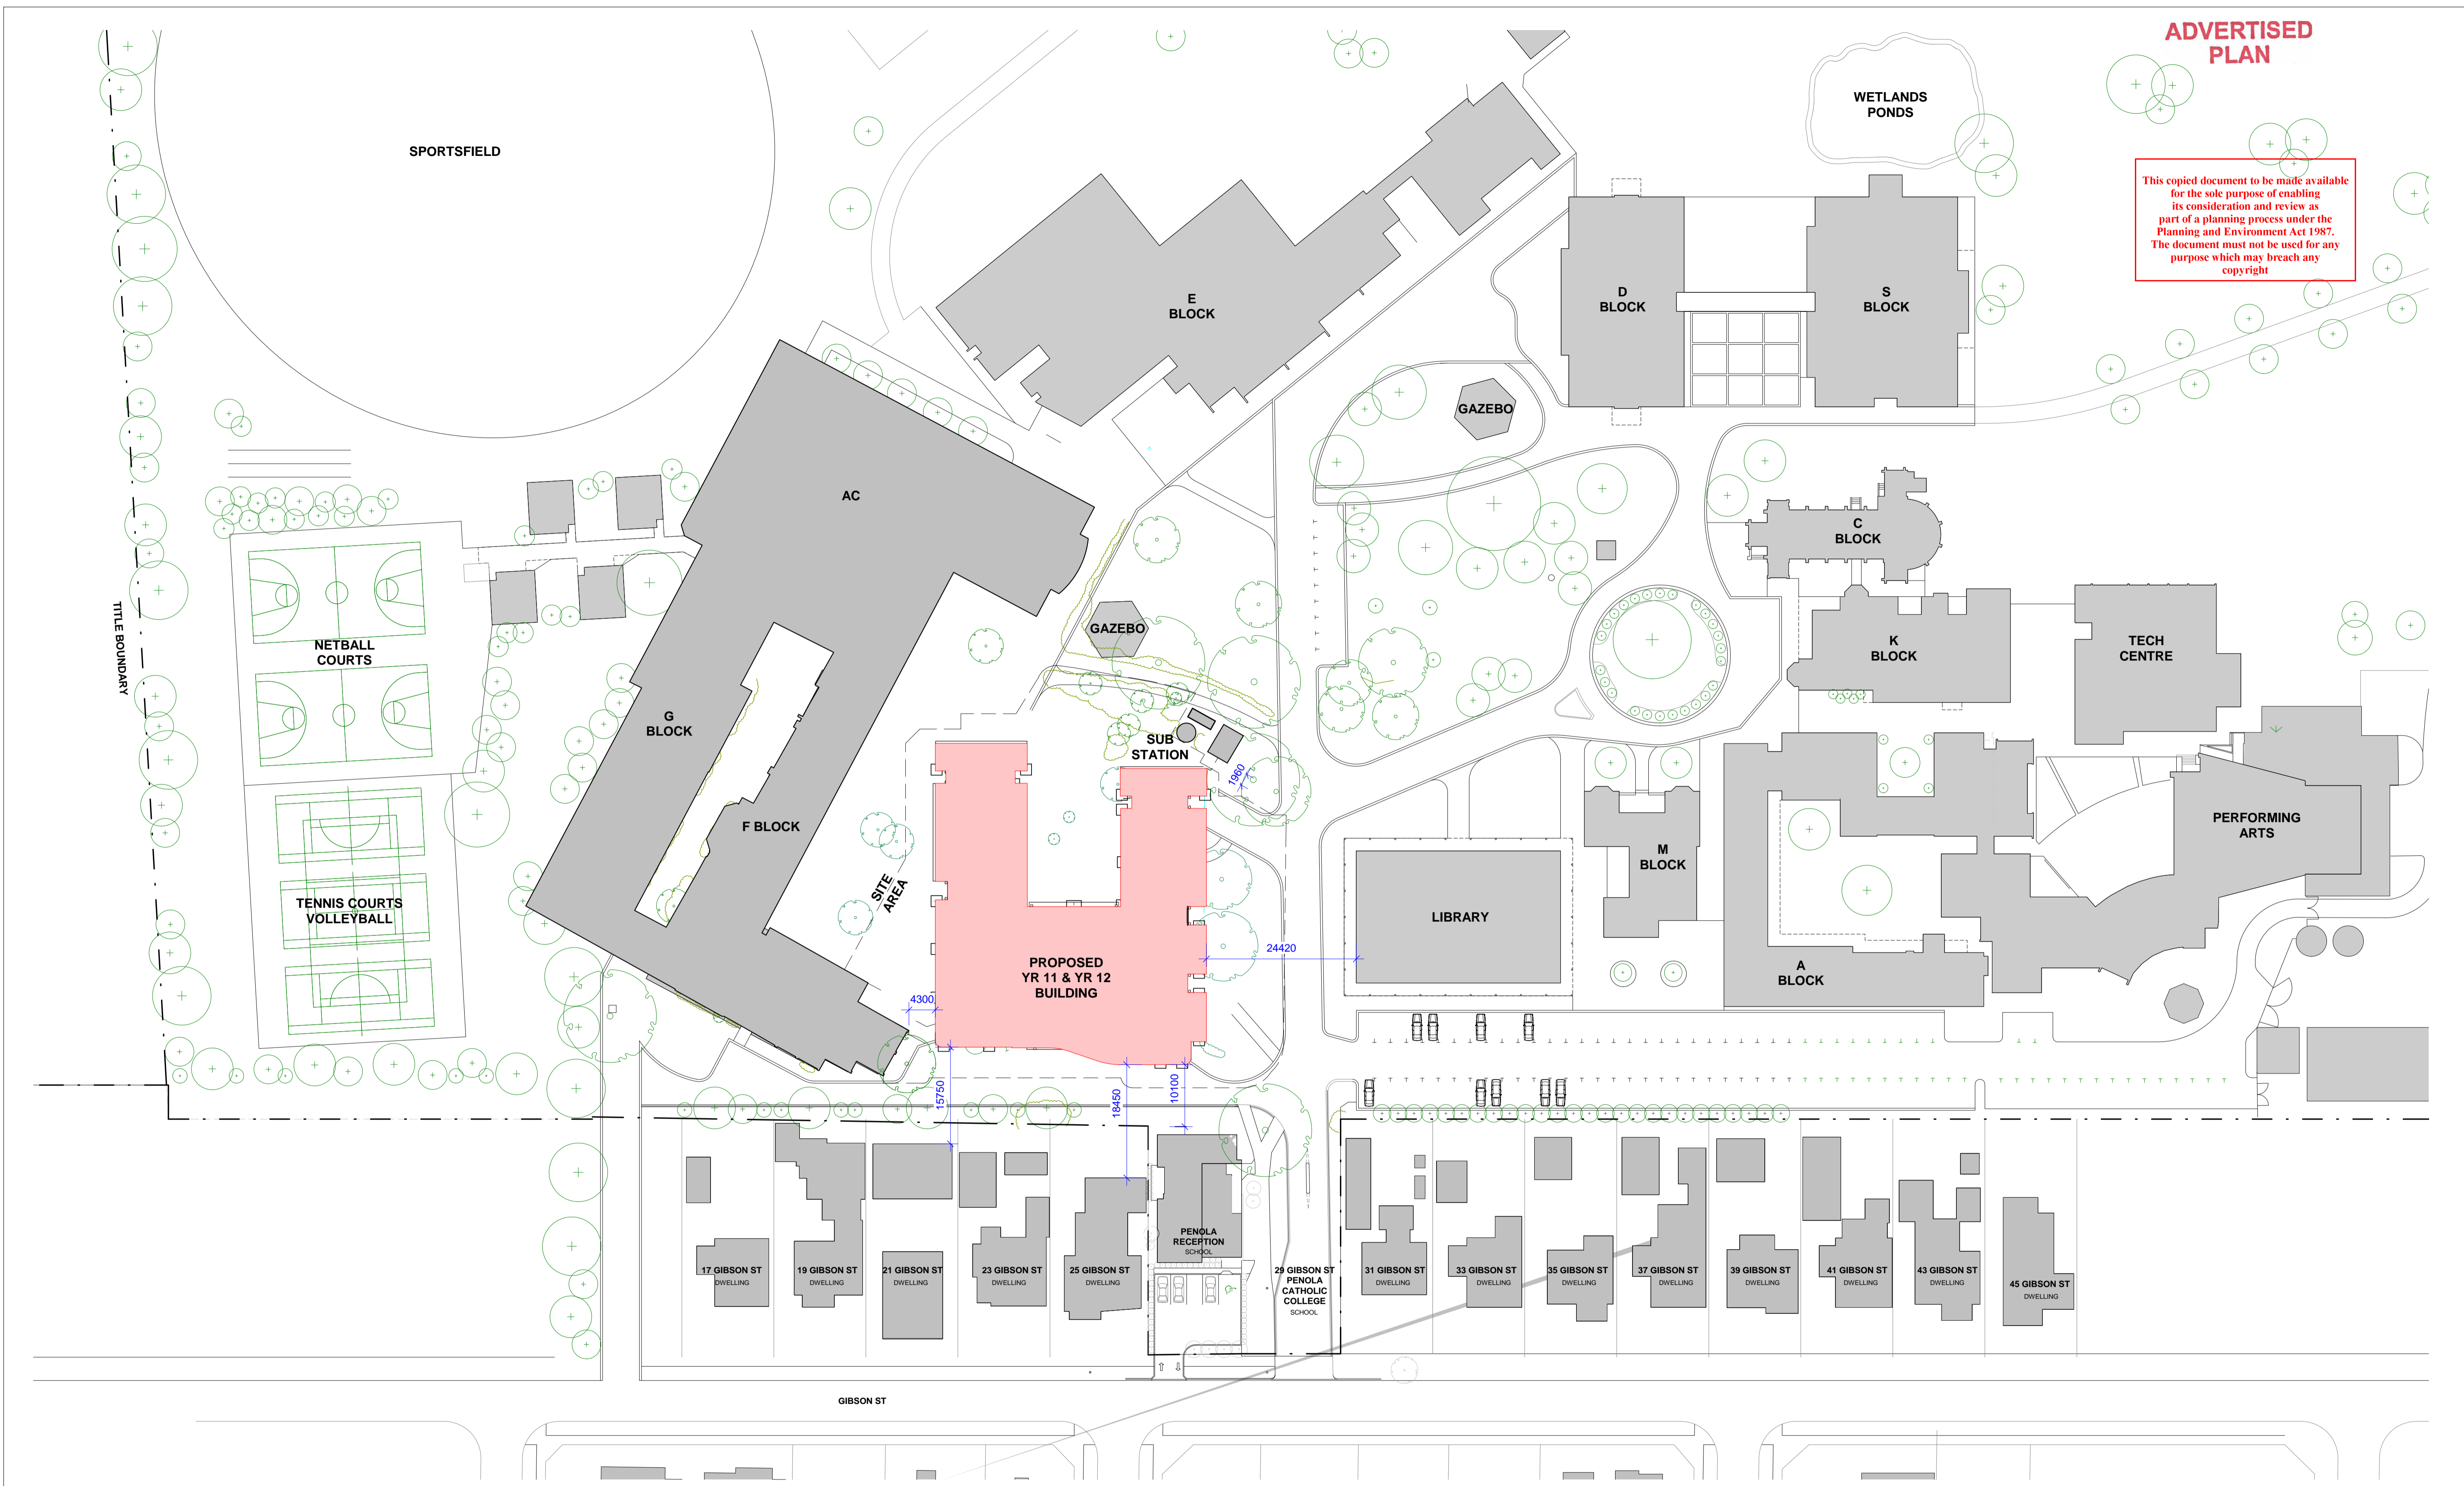 ADVERTISED
PLAN
This copied document to be made available
for the sole purpose of enabling
its consideration and review as
part of a planning process under the
Planning and Environment Act 1987.
The document must not be used for any
purpose which may breach any
copyright
WETLANDS
PONDS
SPORTSFIELD
E
BLOCK
D
BLOCK
S
BLOCK
GAZEBO
AC
C
BLOCK
TITLE BOUNDARY
NETBALL
COURTS
GAZEBO
K
BLOCK
TECH
CENTRE
G
BLOCK
SUB
STATION
1960
F BLOCK
PERFORMING
ARTS
M
BLOCK
SITE
AREA
TENNIS COURTS
VOLLEYBALL
LIBRARY
24420
PROPOSED
YR 11 & YR 12
BUILDING
A
BLOCK
4300
15750
18450
10100
PENOLA
RECEPTION
SCHOOL
17 GIBSON ST
DWELLING
19 GIBSON ST
DWELLING
21 GIBSON ST
DWELLING
23 GIBSON ST
DWELLING
25 GIBSON ST
DWELLING
29 GIBSON ST
PENOLA
CATHOLIC
COLLEGE
SCHOOL
31 GIBSON ST
DWELLING
33 GIBSON ST
DWELLING
35 GIBSON ST
DWELLING
37 GIBSON ST
DWELLING
39 GIBSON ST
DWELLING
41 GIBSON ST
DWELLING
43 GIBSON ST
DWELLING
45 GIBSON ST
DWELLING
GIBSON ST